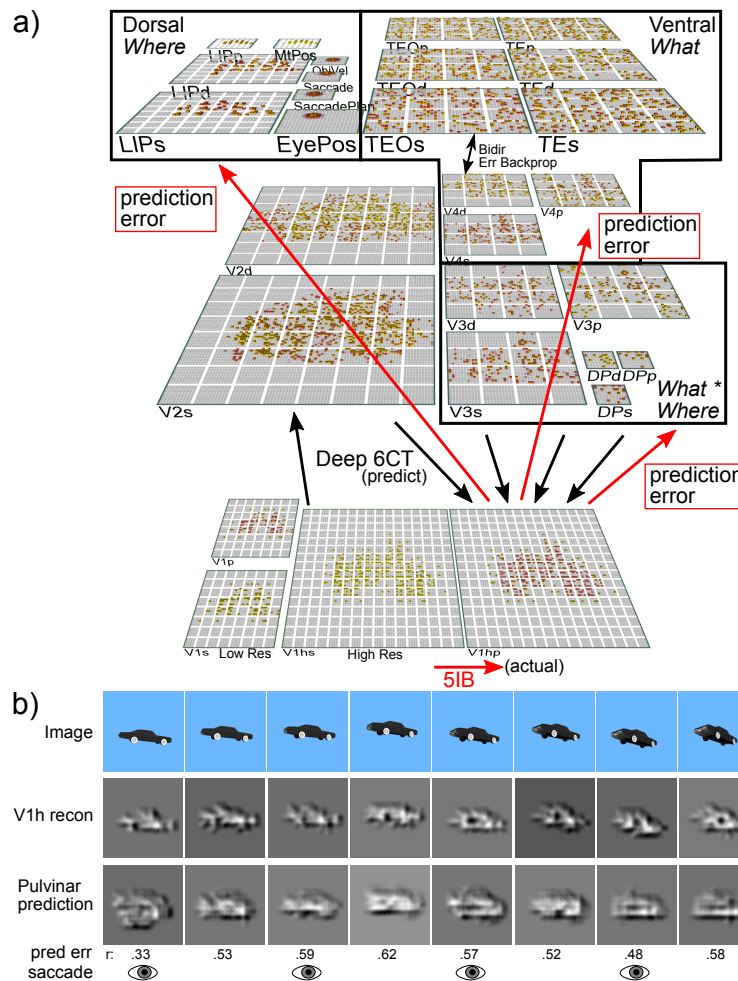 a)
Dorsal
Where
Ventral
What
LIPp
MtPos
TEOp
TEp
ObjVel
LIPd
Saccade
TEOd
TEd
SaccadePlan
LIPs
EyePos
TEOs
TEs
Bidir
Err Backprop
prediction
error
V4d
V4p
prediction
error
V4s
V2d
V3d
V3p
DPd
DPp
DPs
What *
Where
V2s
V3s
Deep 6CT
(predict)
prediction
error
V1p
V1s
Low Res
V1hs
High Res
V1hp
5IB
(actual)
b)
Image
V1h recon
Pulvinar
prediction
pred err r: .33 .53 .59 .62 .57 .52 .48 .58
saccade